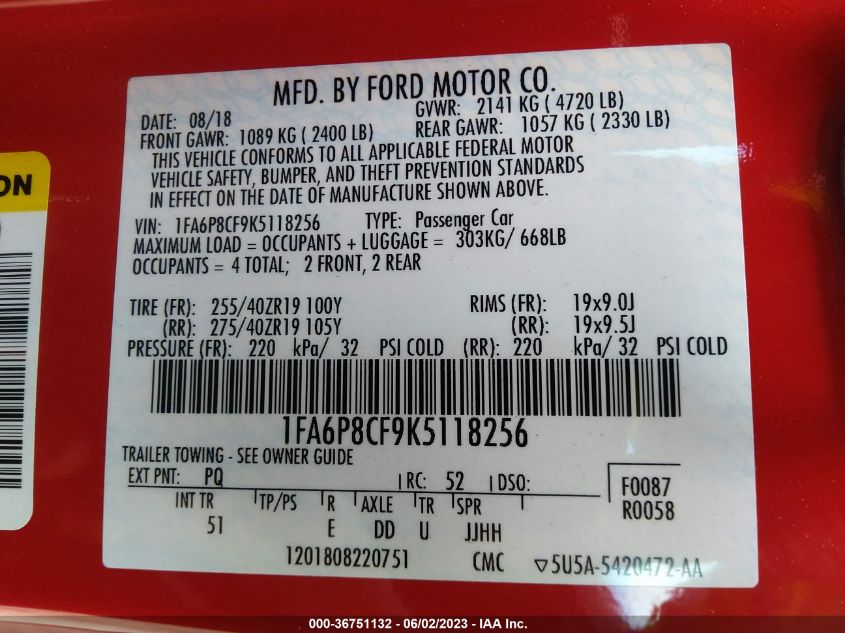 MFD. BY FORD MOTOR CO.
DATE: 08/18
GVWR: 2141 KG ( 4720 LB)
FRONT GAWR: 1089 KG ( 2400 LB)
REAR GAWR: 1057 KG ( 2330 LB)
THIS VEHICLE CONFORMS TO ALL APPLICABLE FEDERAL MOTOR
VEHICLE SAFETY, BUMPER, AND THEFT PREVENTION STANDARDS
IN EFFECT ON THE DATE OF MANUFACTURE SHOWN ABOVE.
VIN: 1FA6P8CF9K5118256 TYPE: Passenger Car
MAXIMUM LOAD = OCCUPANTS + LUGGAGE = 303KG/ 668LB
OCCUPANTS = 4 TOTAL; 2 FRONT, 2 REAR
TIRE (FR): 255/40ZR19 100Y RIMS (FR): 19x9.0J
(RR): 275/40ZR19 105Y (RR): 19x9.5J
PRESSURE (FR): 220 kPa/ 32 PSI COLD (RR): 220 kPa/ 32 PSI COLD
1FA6P8CF9K5118256
TRAILER TOWING - SEE OWNER GUIDE
EXT PNT: PQ RC: 52 DSO:
F0087
R0058
INT TR TP/PS R AXLE TR SPR
51 E DD U JJHH
1201808220751 CMC ▽5U5A-5420472-AA
ON
000-36751132 - 06/02/2023 - IAA Inc.